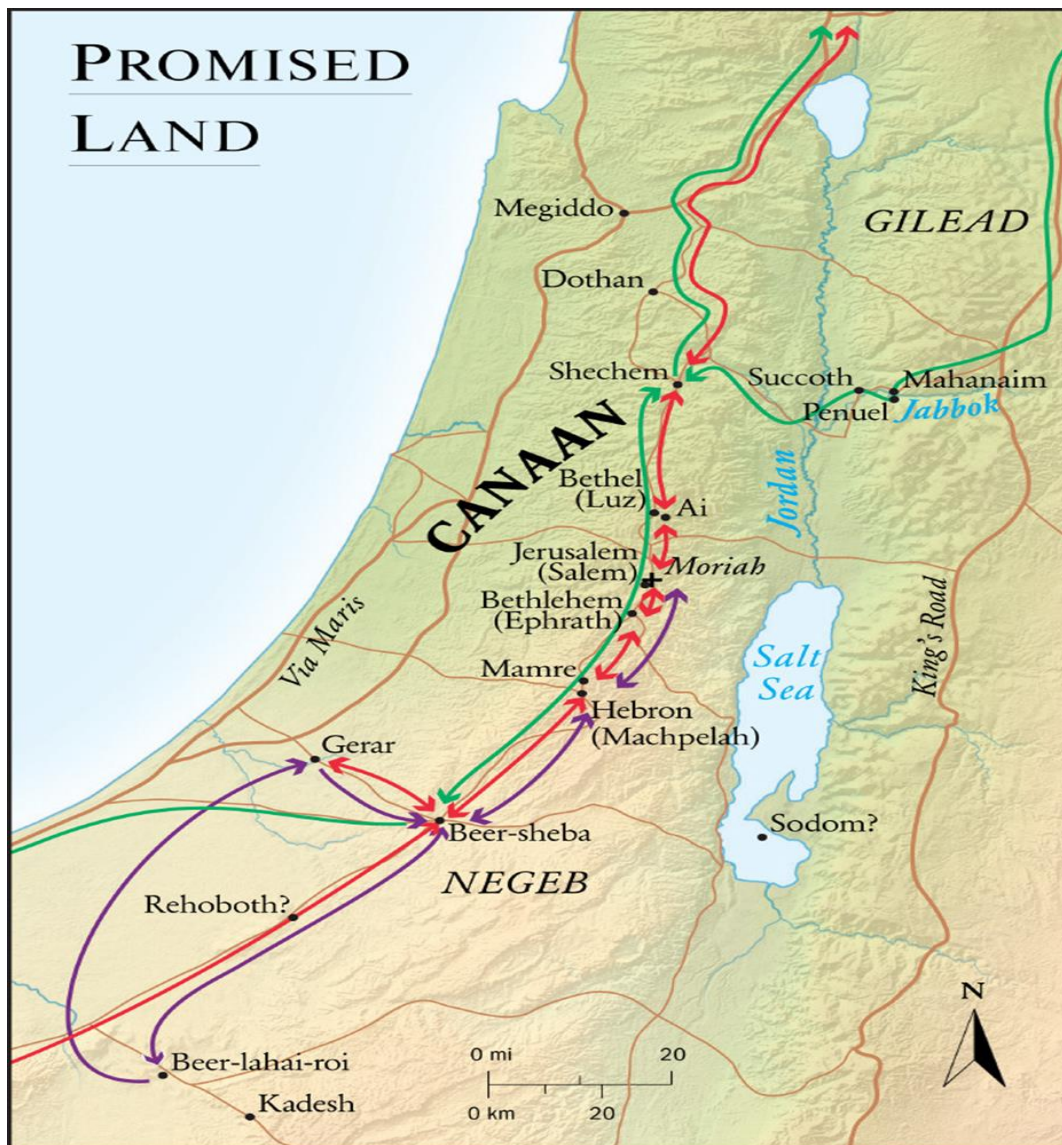 PROMISED
LAND
Megiddo
GILEAD
Dothan
Shechem
Succoth
Mahanaim
Penuel
Jabbok
CANAAN
Bethel
(Luz)
Ai
Jordan
Jerusalem
(Salem)
Moriah
Bethlehem
(Ephrath)
Via Maris
King's Road
Mamre
Salt
Sea
Hebron
(Machpelah)
Gerar
Beer-sheba
Sodom?
NEGEB
Rehoboth?
N
Beer-lahai-roi
0 mi 20
0 km 20
Kadesh